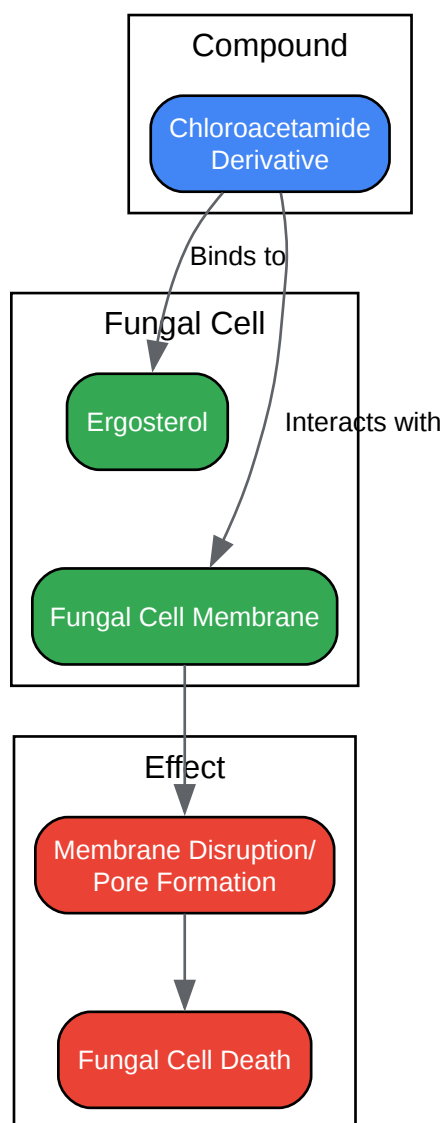 Compound
Chloroacetamide
Derivative
Binds to
Fungal Cell
Ergosterol
Interacts with
Fungal Cell Membrane
Effect
Membrane Disruption/
Pore Formation
Fungal Cell Death